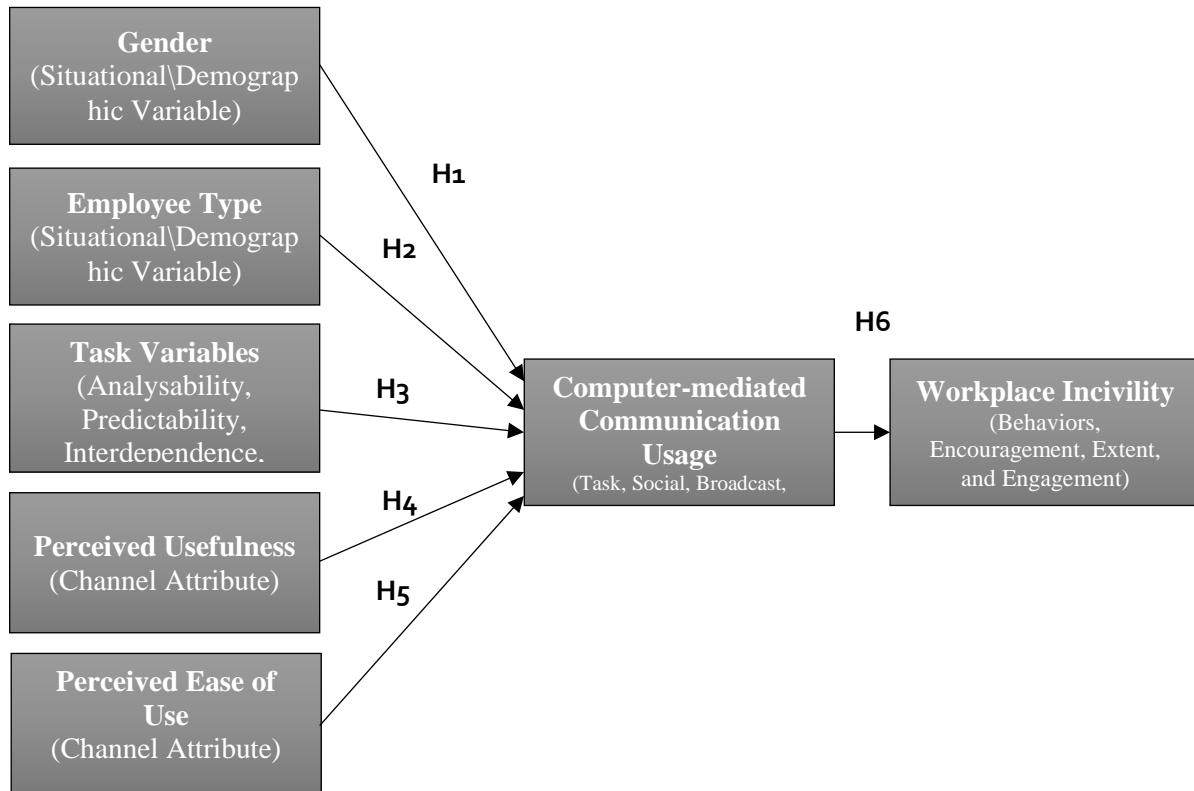 Gender
(Situational\Demograp
hic Variable)
H1
Employee Type
(Situational\Demograp
hic Variable)
H2
H6
Task Variables
(Analysability,
Predictability,
Interdependence,
H3
Computer-mediated
Communication
Usage
(Task, Social, Broadcast,
Workplace Incivility
(Behaviors,
Encouragement, Extent,
and Engagement)
H4
Perceived Usefulness
(Channel Attribute)
H5
Perceived Ease of
Use
(Channel Attribute)